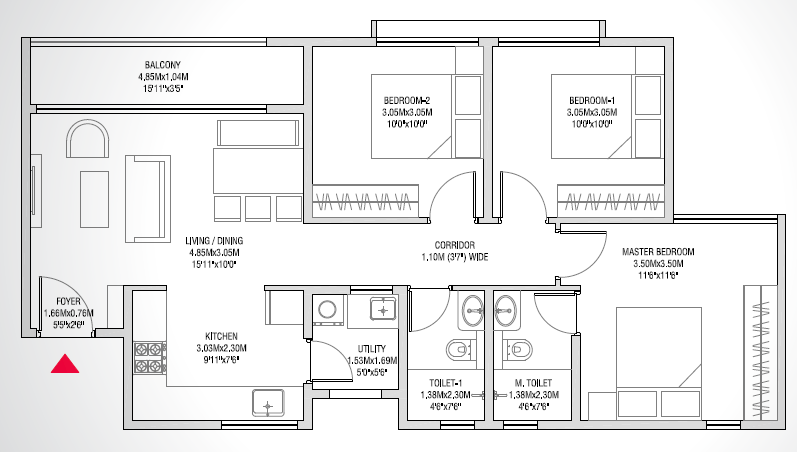 BALCONY
4.85Mx1.04M
15'11"x3'5"
BEDROOM-2
3.05Mx3.05M
10'0"x10'0"
BEDROOM-1
3.05Mx3.05M
10'0"x10'0"
LIVING / DINING
4.85Mx3.05M
15'11"x10'0"
CORRIDOR
1.10M (3'7") WIDE
MASTER BEDROOM
3.50Mx3.50M
11'6"x11'6"
FOYER
1.66Mx0.76M
5'5"x2'6"
KITCHEN
3.03Mx2.30M
9'11"x7'6"
UTILITY
1.53Mx1.69M
5'0"x5'6"
TOILET-1
1.38Mx2.30M
4'6"x7'6"
M. TOILET
1.38Mx2.30M
4'6"x7'6"